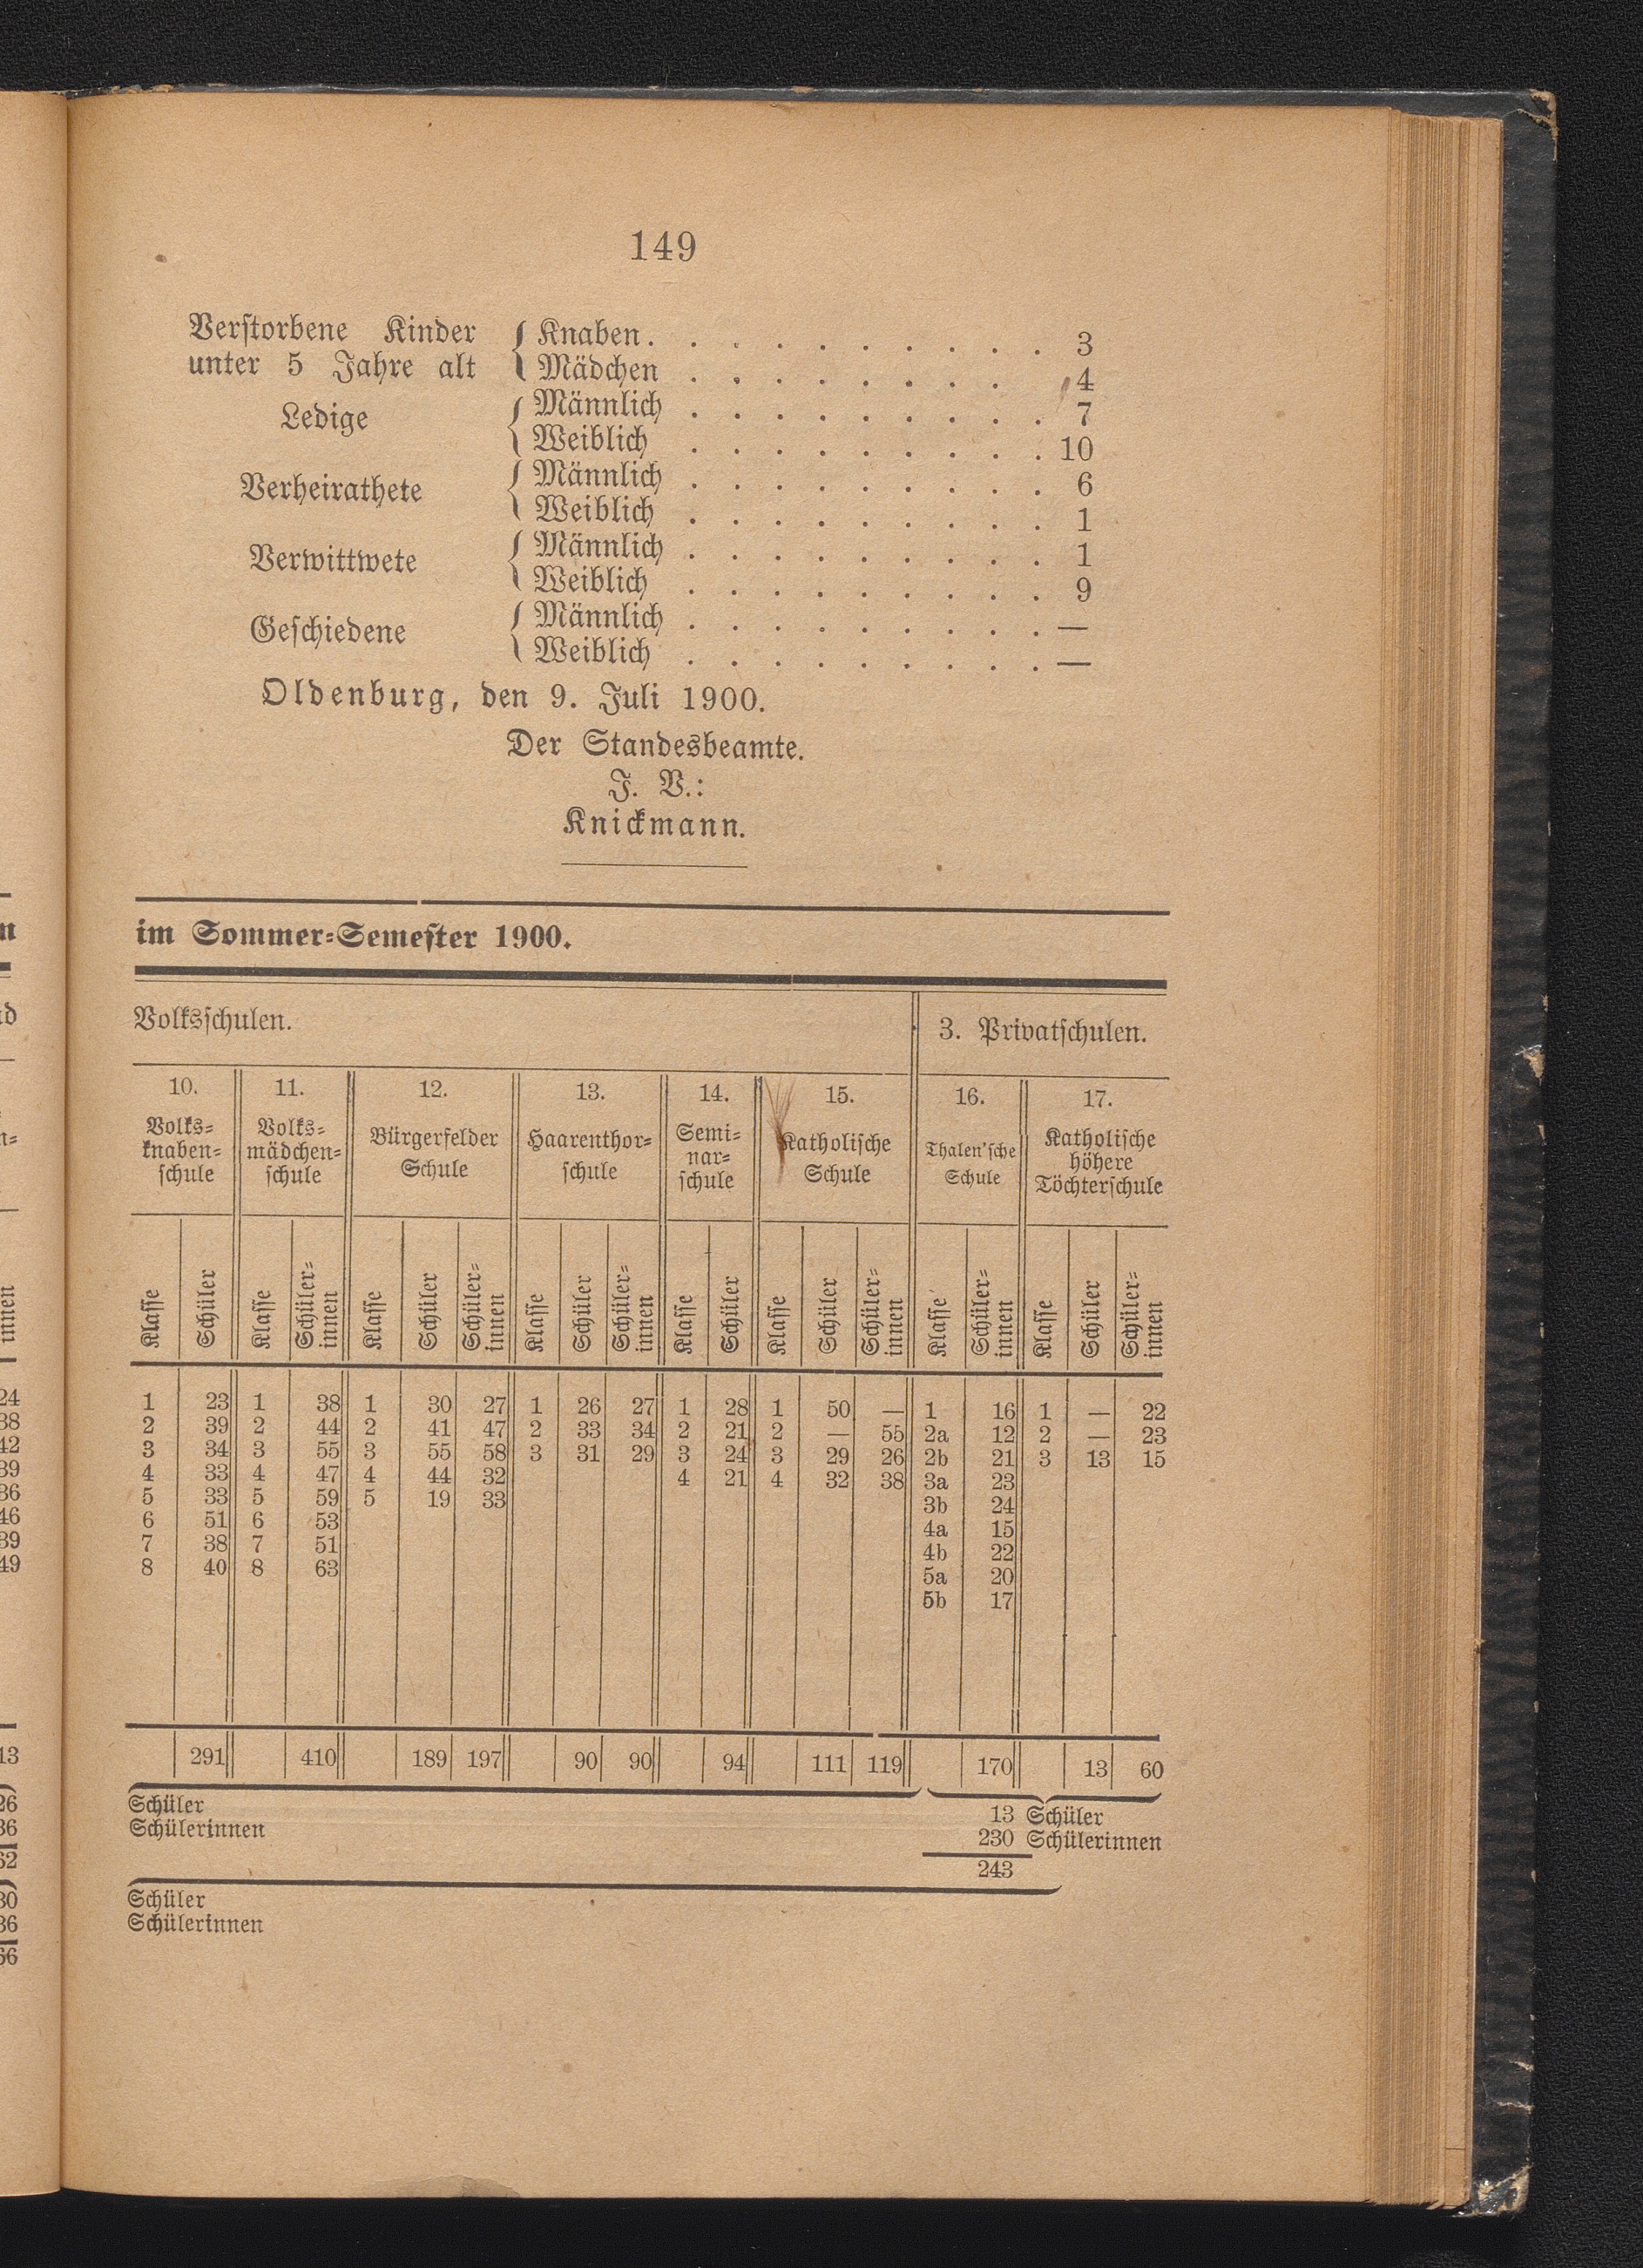 149
Verstorbene Kinder { Knaben. . . . . . . . . . 3
unter 5 Jahre alt { Mädchen . . . . . . . . 4
Ledige { Männlich . . . . . . . . . 7
{ Weiblich . . . . . . . . . 10
Verheirathete { Männlich . . . . . . . . . 6
{ Weiblich . . . . . . . . . 1
Verwittwete { Männlich . . . . . . . . . 1
{ Weiblich . . . . . . . . . 9
Geschiedene { Männlich . . . . . . . . . —
{ Weiblich . . . . . . . . . —
Oldenburg, den 9. Juli 1900.
Der Standesbeamte.
J. V.:
Knickmann.
im Sommer-Semester 1900.
Volksschulen. 3. Privatschulen.
10. 11. 12. 13. 14. 15. 16. 17.
Volks- Volks- Bürgerfelder Haarenthor- Semi- Katholische Thalen'sche Katholische
knaben- mädchen- Schule schule nar- Schule Schule höhere
schule schule schule Töchterschule
Klasse Schüler Klasse Schüler-innen Klasse Schüler Schüler-innen Klasse Schüler Schüler-innen Klasse Schüler Klasse Schüler Schüler-innen Klasse Schüler-innen Klasse Schüler Schüler-innen
1 23 1 38 1 30 27 1 26 27 1 28 1 50 — 1 16 1 — 22
2 39 2 44 2 41 47 2 33 34 2 21 2 — 55 2a 12 2 — 23
3 34 3 55 3 55 58 3 31 29 3 24 3 29 26 2b 21 3 13 15
4 33 4 47 4 44 32 4 21 4 32 38 3a 23
5 33 5 59 5 19 33 3b 24
6 51 6 53 4a 15
7 38 7 51 4b 22
8 40 8 63 5a 20
5b 17
291 410 189 197 90 90 94 111 119 170 13 60
Schüler 13 Schüler
Schülerinnen 230 Schülerinnen
243
Schüler
Schülerinnen